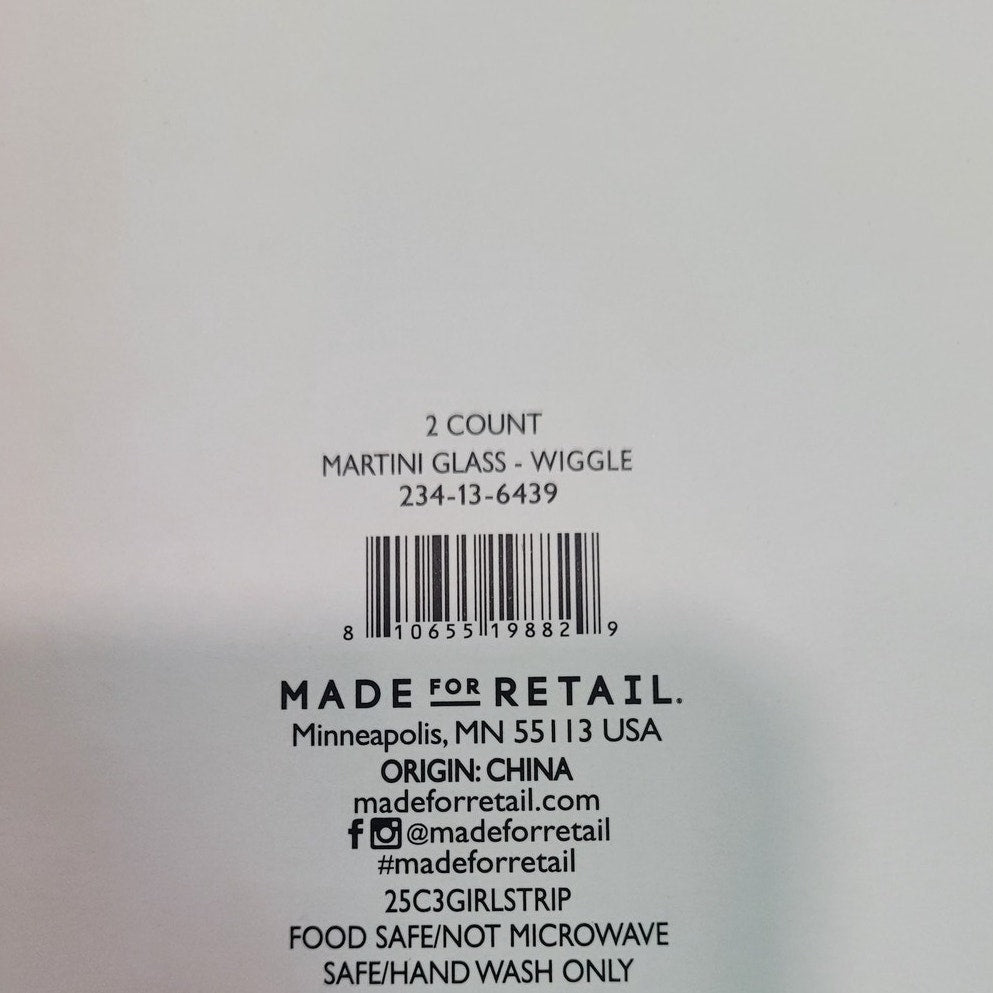 2 COUNT
MARTINI GLASS - WIGGLE
234-13-6439
8 10655 19882 9
MADE FOR RETAIL.
Minneapolis, MN 55113 USA
ORIGIN: CHINA
madeforretail.com
@madeforretail
#madeforretail
25C3GIRLSTRIP
FOOD SAFE/NOT MICROWAVE
SAFE/HAND WASH ONLY